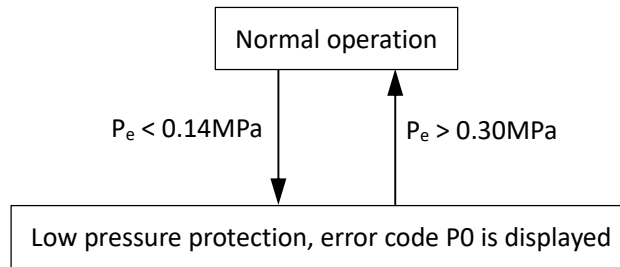 Normal operation
Pₑ < 0.14MPa
Pₑ > 0.30MPa
Low pressure protection, error code P0 is displayed